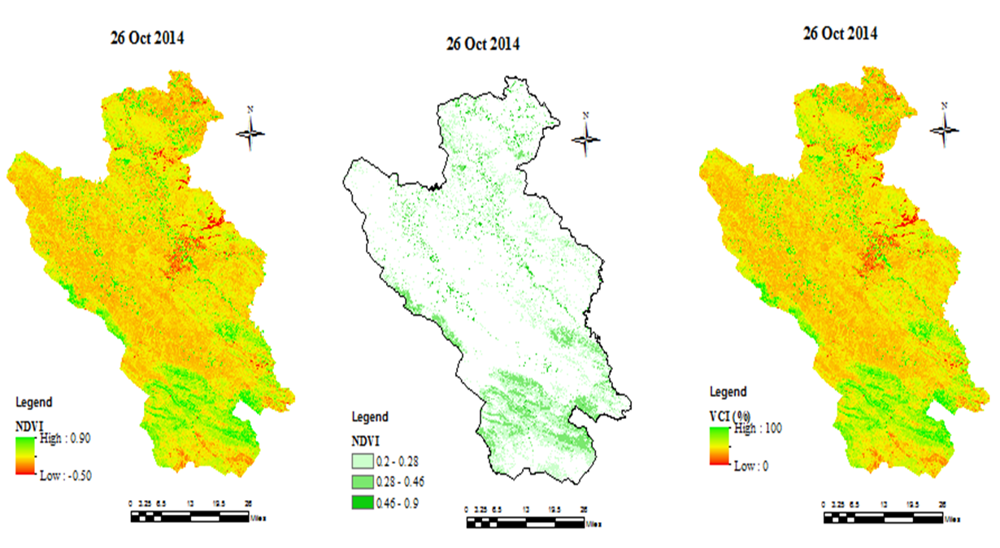 26 Oct 2014
N
Legend
NDVI
High : 0.90
Low : -0.50
0 3.25 6.5 13 19.5 26
Miles
26 Oct 2014
N
Legend
NDVI
0.2 - 0.28
0.28 - 0.46
0.46 - 0.9
0 3.25 6.5 13 19.5 26
Miles
26 Oct 2014
N
Legend
VCI (%)
High : 100
Low : 0
0 3.25 6.5 13 19.5 26
Miles